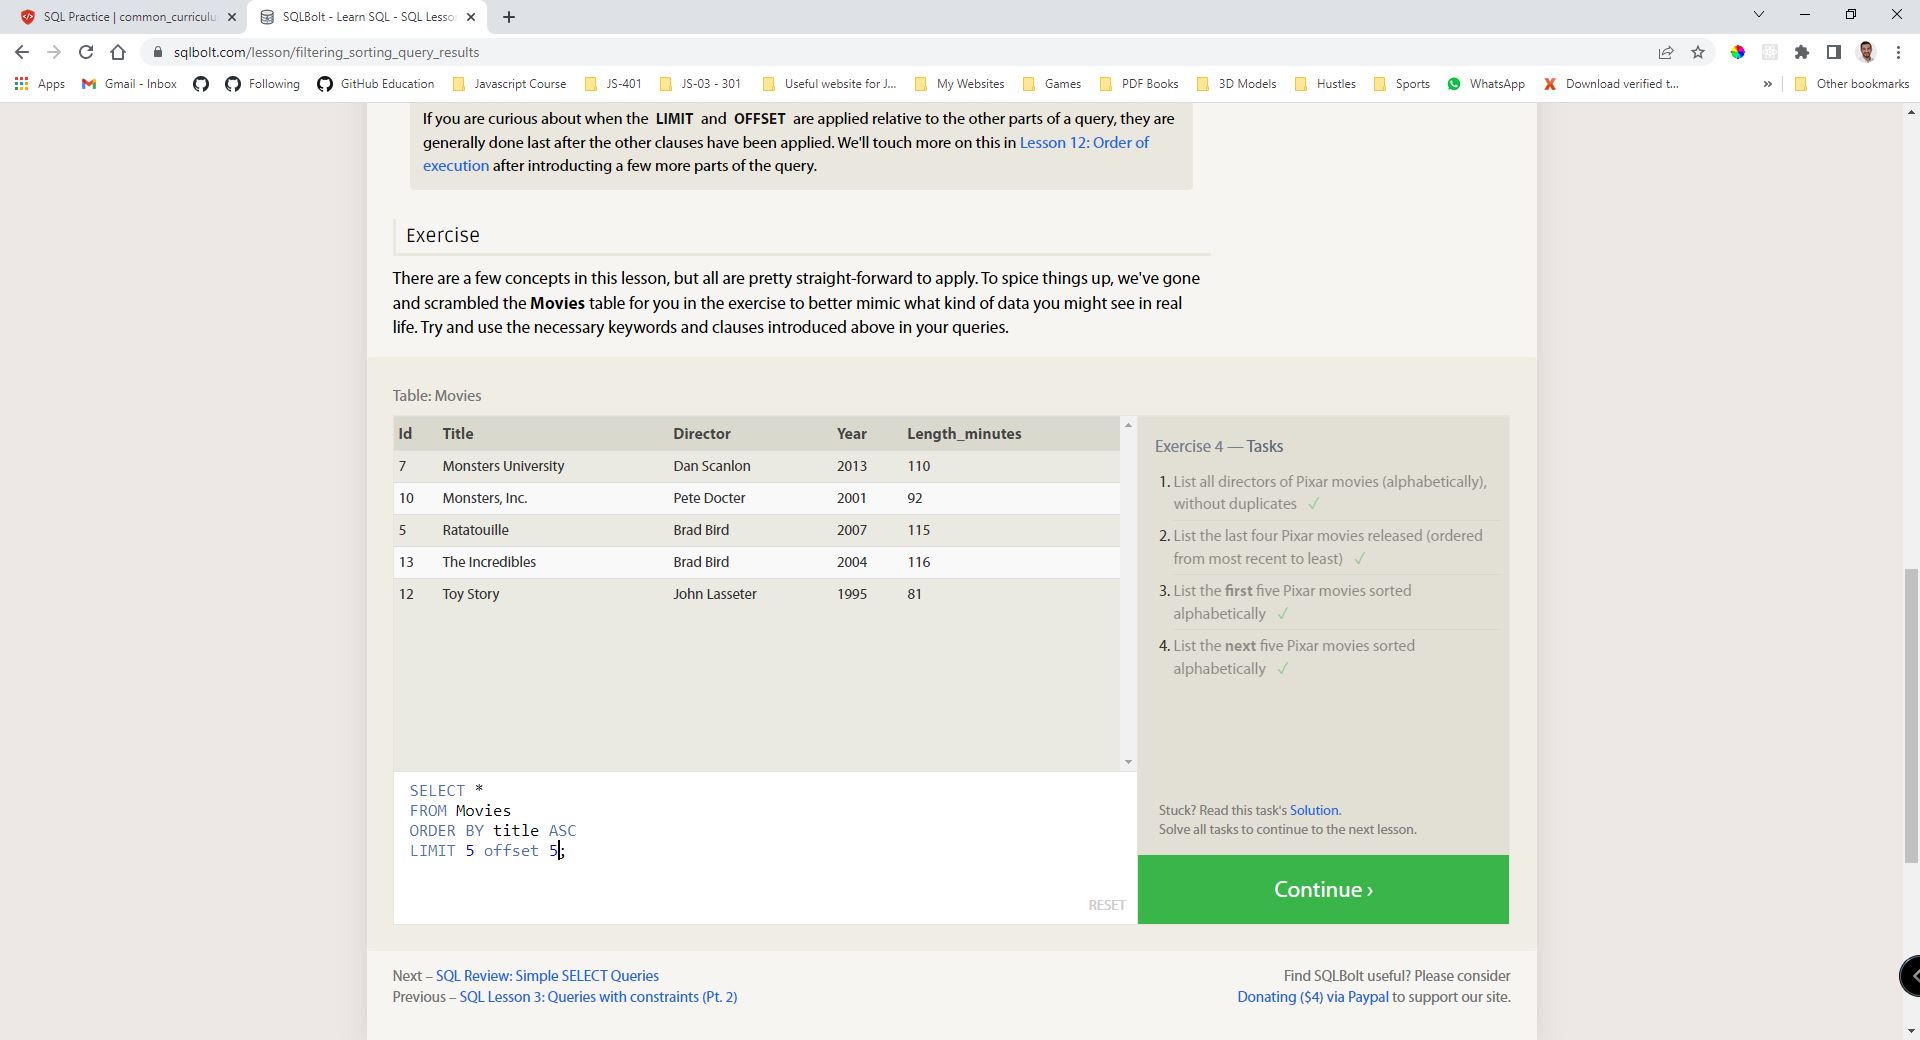 SQL Practice | common_curriculu
SQLBolt - Learn SQL - SQL Lesso
sqlbolt.com/lesson/filtering_sorting_query_results
Apps Gmail - Inbox Following GitHub Education Javascript Course JS-401 JS-03 - 301 Useful website for J... My Websites Games PDF Books 3D Models Hustles Sports WhatsApp Download verified t... » Other bookmarks
If you are curious about when the LIMIT and OFFSET are applied relative to the other parts of a query, they are
generally done last after the other clauses have been applied. We'll touch more on this in Lesson 12: Order of
execution after introducting a few more parts of the query.
Exercise
There are a few concepts in this lesson, but all are pretty straight-forward to apply. To spice things up, we've gone
and scrambled the Movies table for you in the exercise to better mimic what kind of data you might see in real
life. Try and use the necessary keywords and clauses introduced above in your queries.
Table: Movies
Id Title Director Year Length_minutes
7 Monsters University Dan Scanlon 2013 110
10 Monsters, Inc. Pete Docter 2001 92
5 Ratatouille Brad Bird 2007 115
13 The Incredibles Brad Bird 2004 116
12 Toy Story John Lasseter 1995 81
SELECT *
FROM Movies
ORDER BY title ASC
LIMIT 5 offset 5;
RESET
Exercise 4 — Tasks
1. List all directors of Pixar movies (alphabetically),
without duplicates ✓
2. List the last four Pixar movies released (ordered
from most recent to least) ✓
3. List the first five Pixar movies sorted
alphabetically ✓
4. List the next five Pixar movies sorted
alphabetically ✓
Stuck? Read this task's Solution.
Solve all tasks to continue to the next lesson.
Continue ›
Next – SQL Review: Simple SELECT Queries
Previous – SQL Lesson 3: Queries with constraints (Pt. 2)
Find SQLBolt useful? Please consider
Donating ($4) via Paypal to support our site.